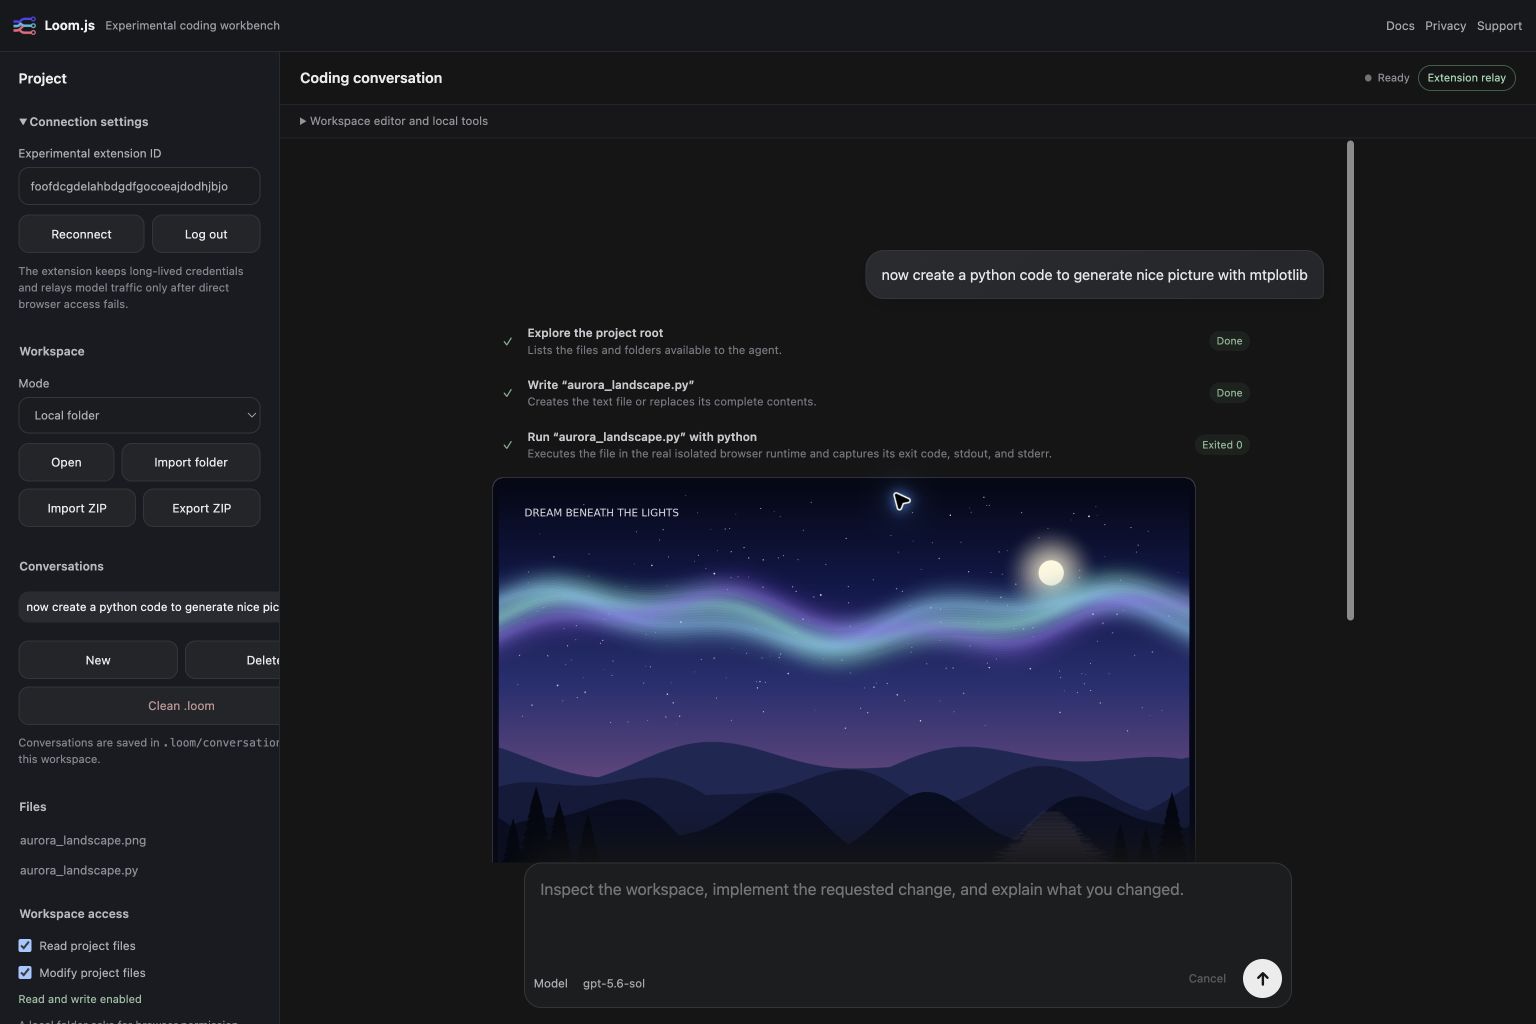 Loom.js
Experimental coding workbench
Docs
Privacy
Support
Project
Connection settings
Experimental extension ID
foofdcgdelahbdgdfgocoeajdodhjbjo
Reconnect
Log out
The extension keeps long-lived credentials
and relays model traffic only after direct
browser access fails.
Workspace
Mode
Local folder
Open
Import folder
Import ZIP
Export ZIP
Conversations
now create a python code to generate nice pic
New
Delete
Clean .loom
Conversations are saved in .loom/conversation
this workspace.
Files
aurora_landscape.png
aurora_landscape.py
Workspace access
Read project files
Modify project files
Read and write enabled
Coding conversation
Ready
Extension relay
Workspace editor and local tools
now create a python code to generate nice picture with mtplotlib
Explore the project root
Lists the files and folders available to the agent.
Done
Write “aurora_landscape.py”
Creates the text file or replaces its complete contents.
Done
Run “aurora_landscape.py” with python
Executes the file in the real isolated browser runtime and captures its exit code, stdout, and stderr.
Exited 0
DREAM BENEATH THE LIGHTS
Inspect the workspace, implement the requested change, and explain what you changed.
Model
gpt-5.6-sol
Cancel